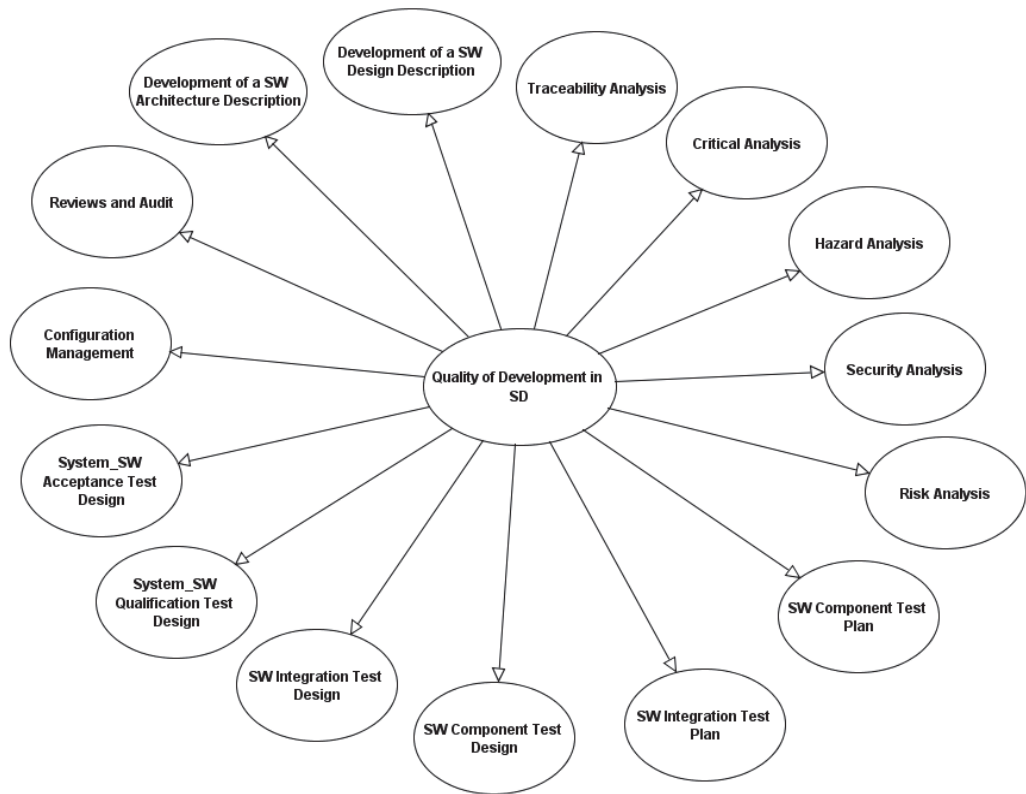 Development of a SW
Design Description
Development of a SW
Architecture Description
Traceability Analysis
Critical Analysis
Reviews and Audit
Hazard Analysis
Configuration
Management
Quality of Development in
SD
Security Analysis
System_SW
Acceptance Test
Design
Risk Analysis
System_SW
Qualification Test
Design
SW Component Test
Plan
SW Integration Test
Design
SW Component Test
Design
SW Integration Test
Plan